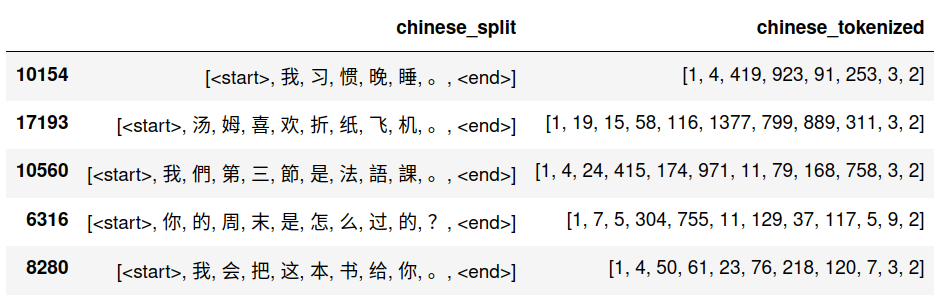 chinese_split chinese_tokenized
10154 [<start>, 我, 习, 惯, 晚, 睡, 。, <end>] [1, 4, 419, 923, 91, 253, 3, 2]
17193 [<start>, 汤, 姆, 喜, 欢, 折, 纸, 飞, 机, 。, <end>] [1, 19, 15, 58, 116, 1377, 799, 889, 311, 3, 2]
10560 [<start>, 我, 們, 第, 三, 節, 是, 法, 語, 課, 。, <end>] [1, 4, 24, 415, 174, 971, 11, 79, 168, 758, 3, 2]
6316 [<start>, 你, 的, 周, 末, 是, 怎, 么, 过, 的, ？, <end>] [1, 7, 5, 304, 755, 11, 129, 37, 117, 5, 9, 2]
8280 [<start>, 我, 会, 把, 这, 本, 书, 给, 你, 。, <end>] [1, 4, 50, 61, 23, 76, 218, 120, 7, 3, 2]